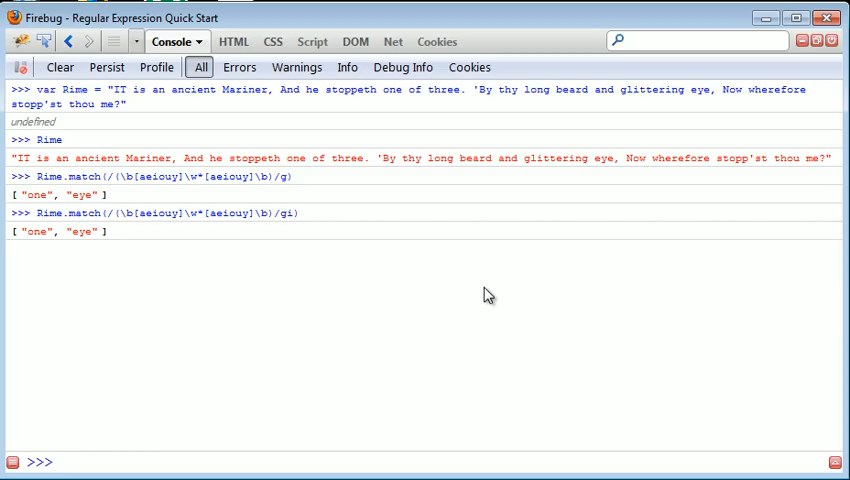 Firebug - Regular Expression Quick Start
Console HTML CSS Script DOM Net Cookies
Clear Persist Profile All Errors Warnings Info Debug Info Cookies
>>> var Rime = "IT is an ancient Mariner, And he stoppeth one of three. 'By thy long beard and glittering eye, Now wherefore
stopp'st thou me?"
undefined
>>> Rime
"IT is an ancient Mariner, And he stoppeth one of three. 'By thy long beard and glittering eye, Now wherefore stopp'st thou me?"
>>> Rime.match(/(\b[aeiouy]\w*[aeiouy]\b)/g)
["one", "eye"]
>>> Rime.match(/(\b[aeiouy]\w*[aeiouy]\b)/gi)
["one", "eye"]
>>>